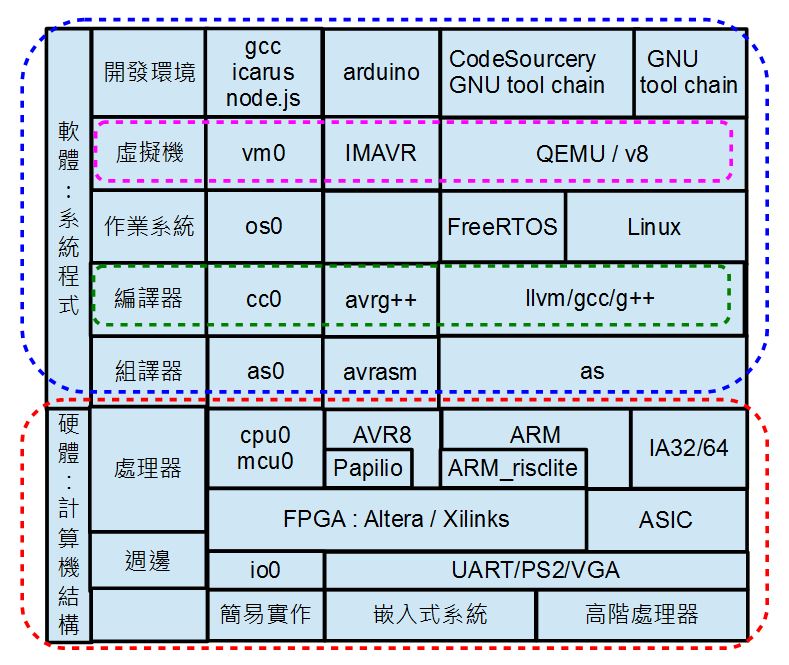 軟體：系統程式
開發環境
gcc
icarus
node.js
arduino
CodeSourcery
GNU tool chain
GNU
tool chain
虛擬機
vm0
IMAVR
QEMU / v8
作業系統
os0
FreeRTOS
Linux
編譯器
cc0
avrg++
llvm/gcc/g++
組譯器
as0
avrasm
as
硬體：計算機結構
處理器
cpu0
mcu0
AVR8
Papilio
ARM
ARM_risclite
IA32/64
FPGA : Altera / Xilinks
ASIC
週邊
io0
UART/PS2/VGA
簡易實作
嵌入式系統
高階處理器